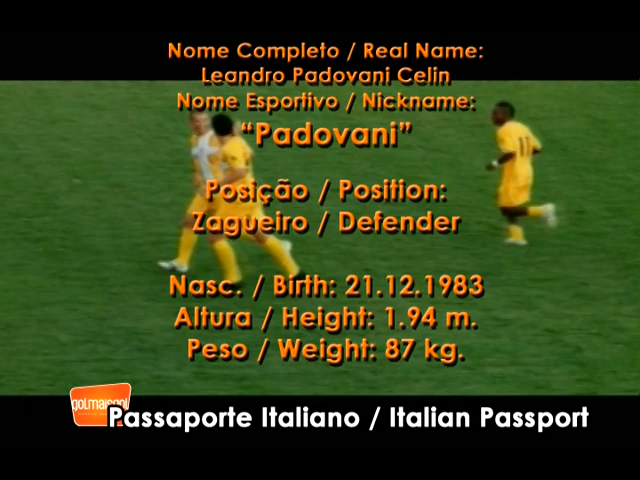 Nome Completo / Real Name:
Leandro Padovani Celin
Nome Esportivo / Nickname:
“Padovani”
Posição / Position:
Zagueiro / Defender
Nasc. / Birth: 21.12.1983
Altura / Height: 1.94 m.
Peso / Weight: 87 kg.
golmaisgol
Passaporte Italiano / Italian Passport
11